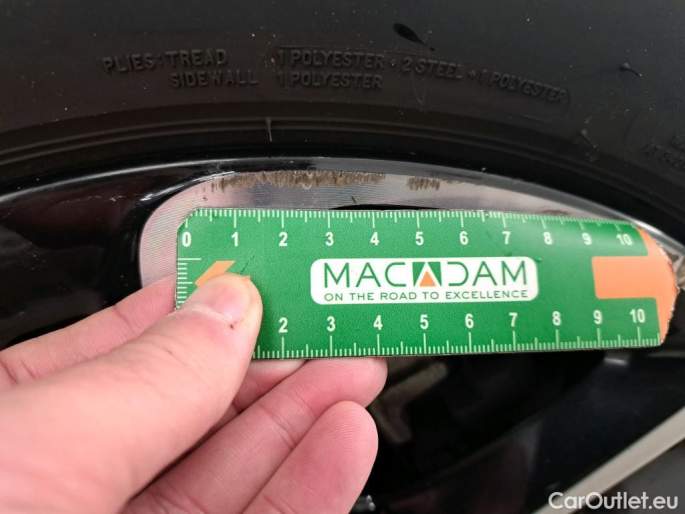 PLIES: TREAD 1 POLYESTER + 2 STEEL + 1 POLYESTER
SIDEWALL 1 POLYESTER
0 1 2 3 4 5 6 7 8 9 10
MACADAM
ON THE ROAD TO EXCELLENCE
2 3 4 5 6 7 8 9 10
CarOutlet.eu